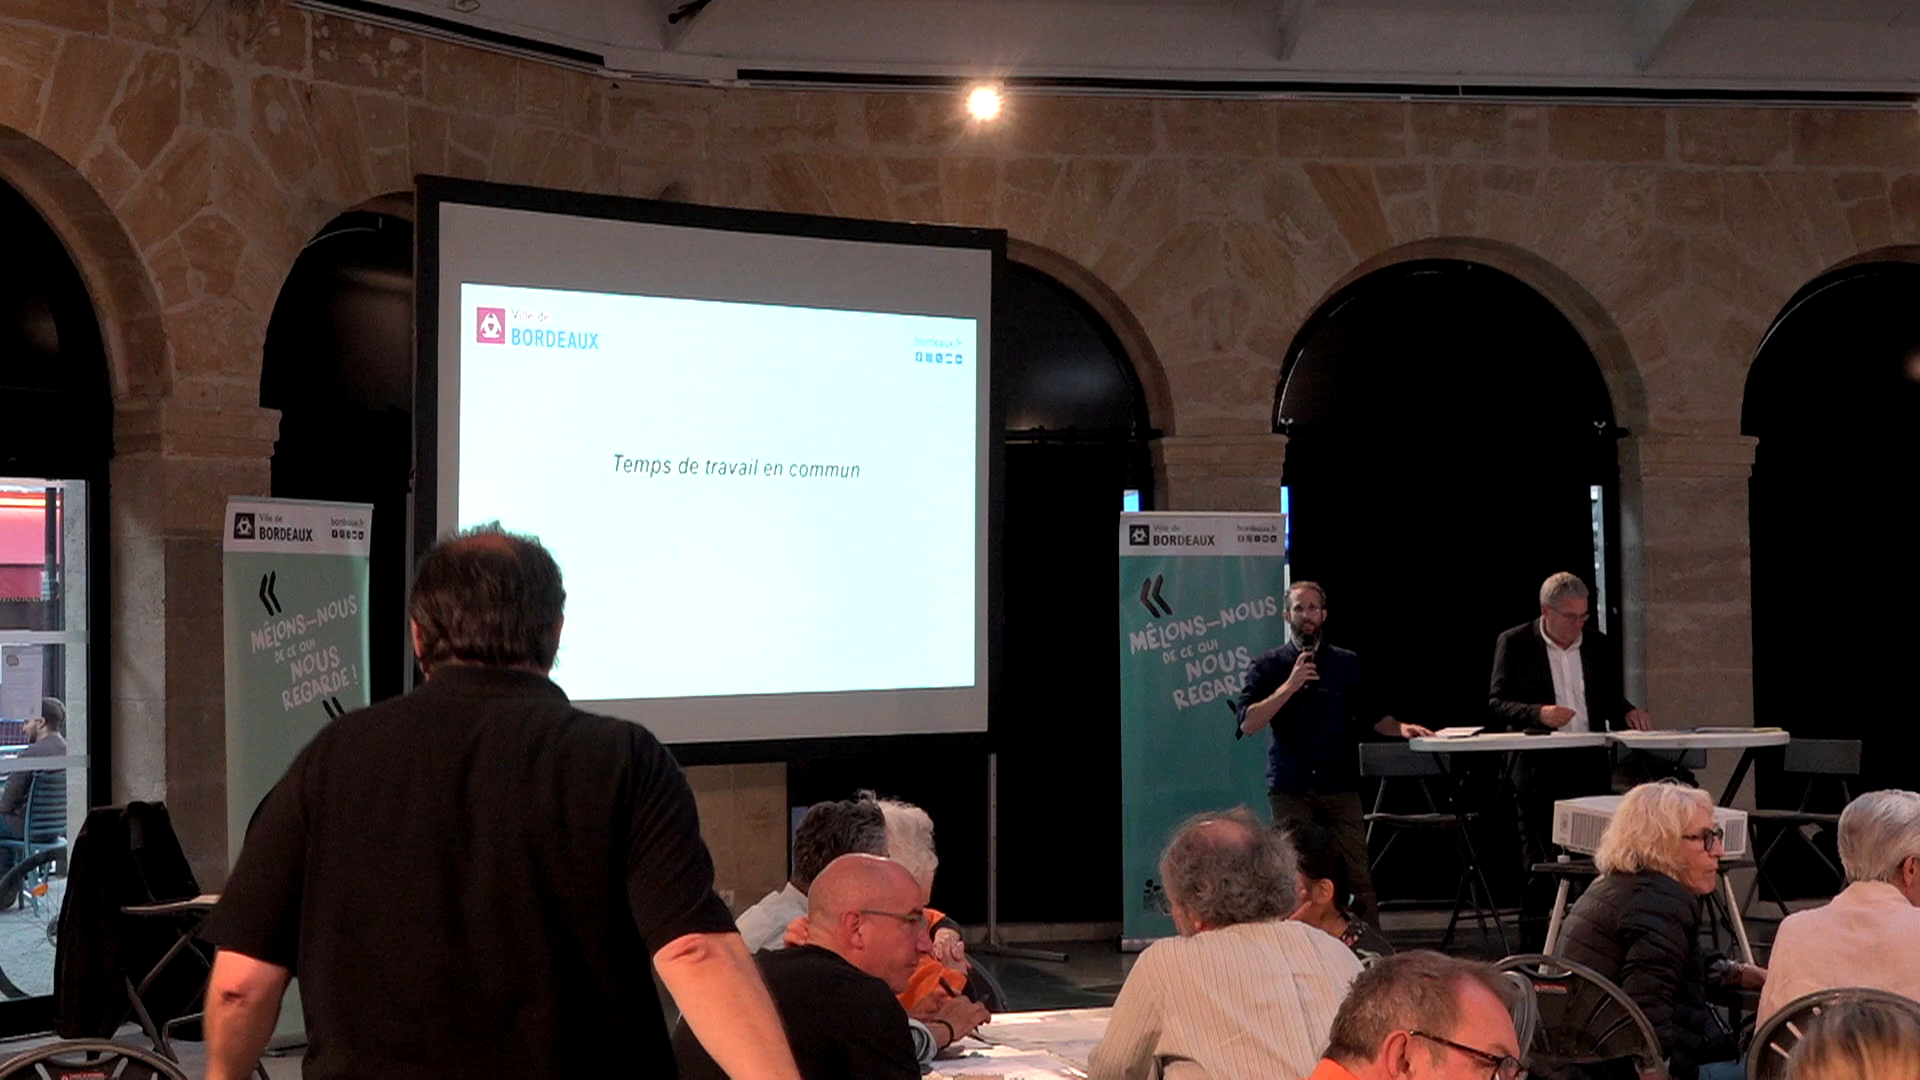 Ville de
BORDEAUX
bordeaux.fr
Temps de travail en commun
Ville de
BORDEAUX
bordeaux.fr
«
MÊLONS-NOUS
DE CE QUI
NOUS
REGARDE !
»
Ville de
BORDEAUX
bordeaux.fr
«
MÊLONS-NOUS
DE CE QUI
NOUS
REGAR